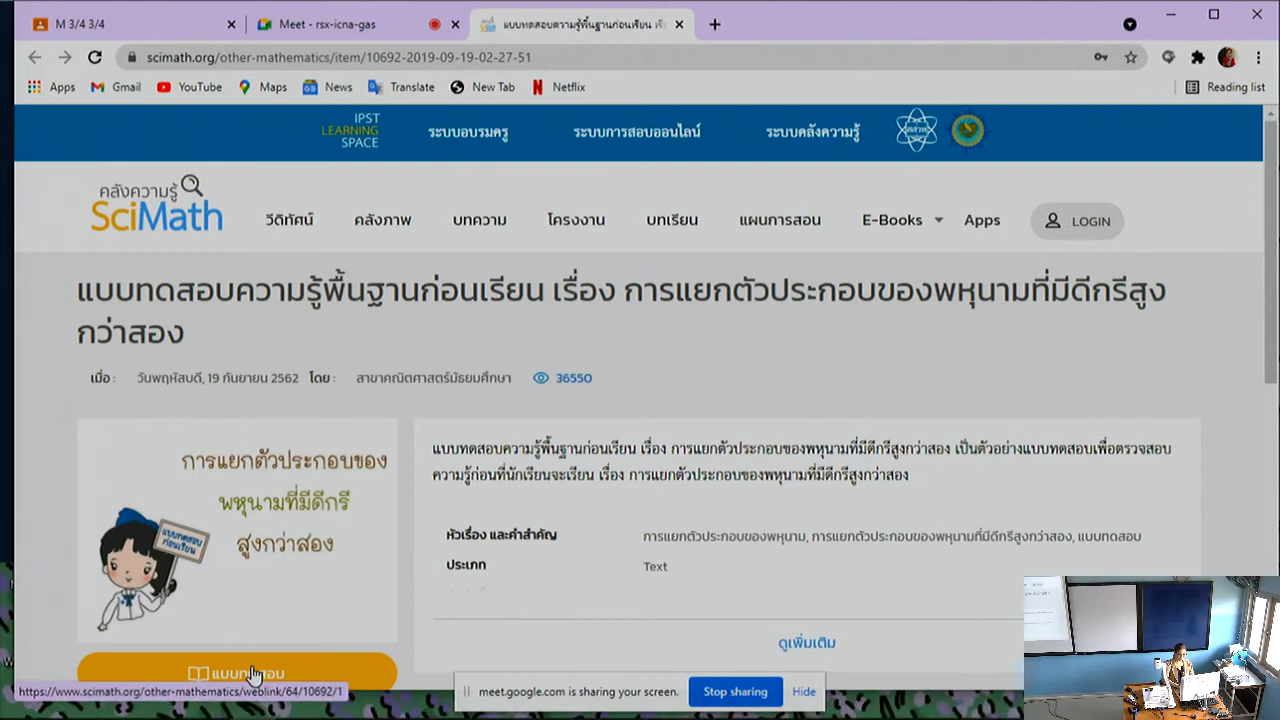 M 3/4 3/4
Meet - rsx-icna-gas
แบบทดสอบความรู้พื้นฐานก่อนเรียน เรื่
scimath.org/other-mathematics/item/10692-2019-09-19-02-27-51
Apps Gmail YouTube Maps News Translate New Tab Netflix Reading list
IPST
LEARNING
SPACE
ระบบอบรมครู ระบบการสอนออนไลน์ ระบบคลังความรู้
คลังความรู้
SciMath
วีดิทัศน์ คลังภาพ บทความ โครงงาน บทเรียน แผนการสอน E-Books Apps LOGIN
แบบทดสอบความรู้พื้นฐานก่อนเรียน เรื่อง การแยกตัวประกอบของพหุนามที่มีดีกรีสูง
กว่าสอง
เมื่อ : วันพฤหัสบดี, 19 กันยายน 2562 โดย : สาขาคณิตศาสตร์มัธยมศึกษา 36550
การแยกตัวประกอบของ
พหุนามที่มีดีกรี
สูงกว่าสอง
แบบทดสอบ
ก่อนเรียน
แบบทดสอบความรู้พื้นฐานก่อนเรียน เรื่อง การแยกตัวประกอบของพหุนามที่มีดีกรีสูงกว่าสอง เป็นตัวอย่างแบบทดสอบเพื่อตรวจสอบ
ความรู้ก่อนที่นักเรียนจะเรียน เรื่อง การแยกตัวประกอบของพหุนามที่มีดีกรีสูงกว่าสอง
หัวเรื่อง และคำสำคัญ การแยกตัวประกอบของพหุนาม, การแยกตัวประกอบของพหุนามที่มีดีกรีสูงกว่าสอง, แบบทดสอบ
ประเภท Text
ดูเพิ่มเติม
แบบทดสอบ
https://www.scimath.org/other-mathematics/weblink/64/10692/1
meet.google.com is sharing your screen. Stop sharing Hide